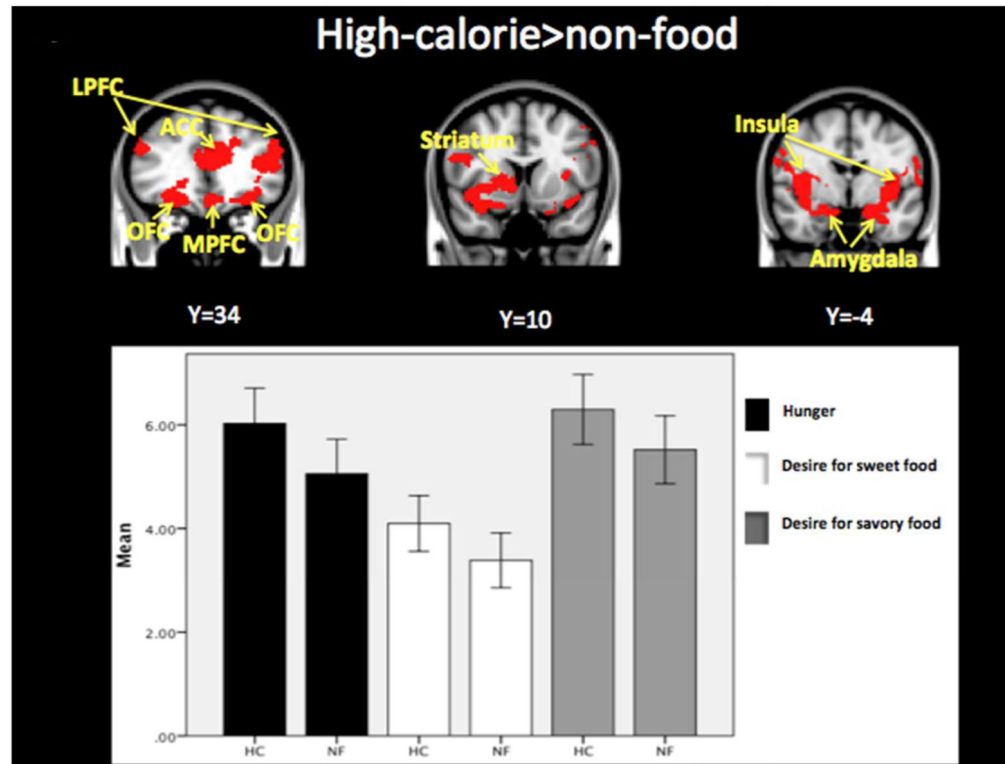 High-calorie>non-food
LPFC
ACC
OFC
MPFC
OFC
Striatum
Insula
Amygdala
Y=34
Y=10
Y=-4
Mean
6.00
4.00
2.00
.00
HC
NF
HC
NF
HC
NF
Hunger
Desire for sweet food
Desire for savory food